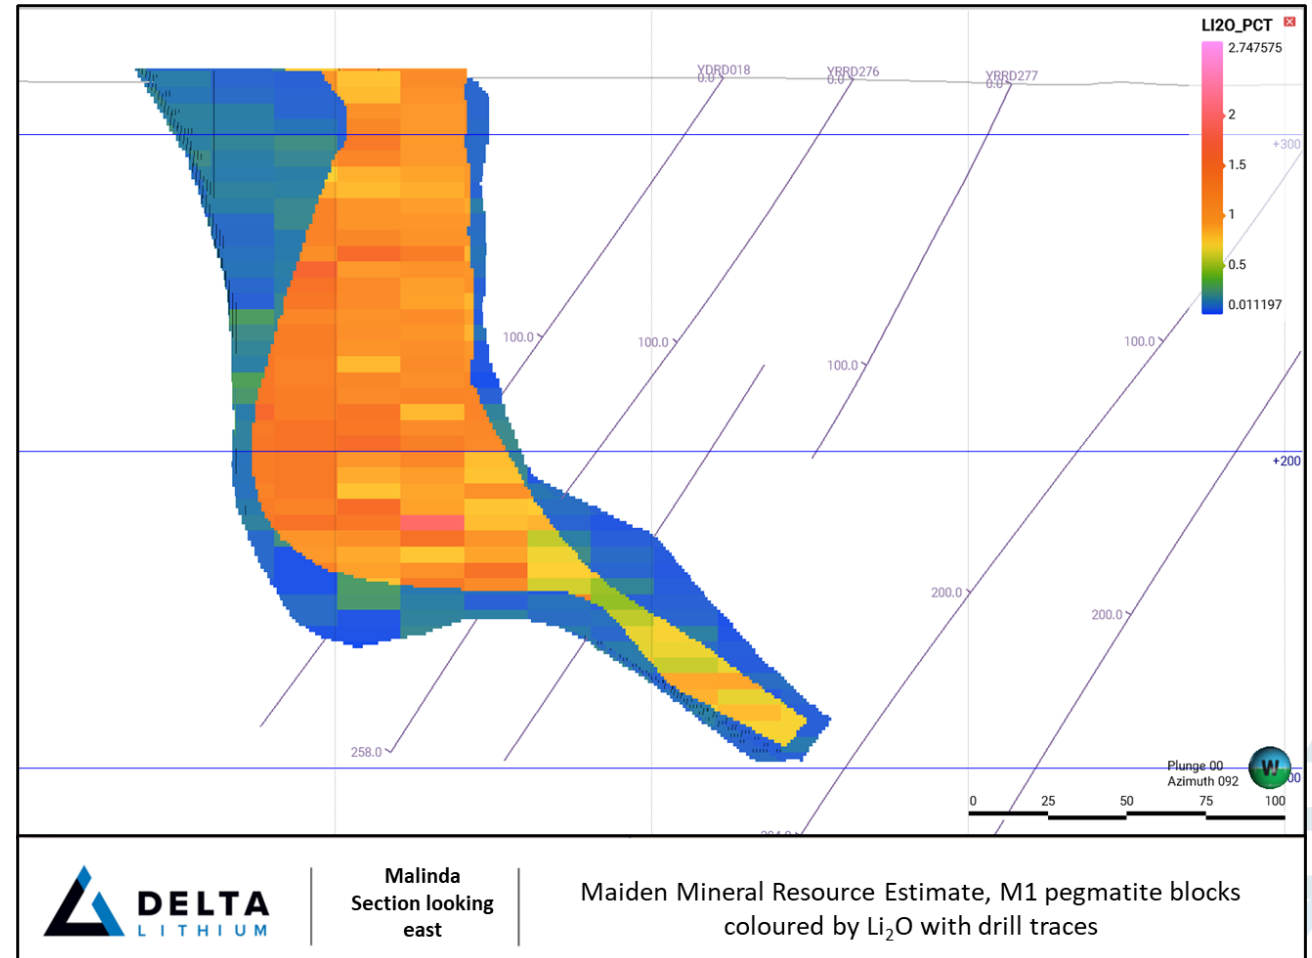 LI2O_PCT
2.747575
2
1.5
1
0.5
0.011197
YDRD018
0.0
YRRD276
0.0
YRRD277
0.0
+300
100.0
100.0
100.0
100.0
+200
200.0
200.0
258.0
Plunge 00
Azimuth 092
W
0 25 50 75 100
DELTA
LITHIUM
Malinda
Section looking
east
Maiden Mineral Resource Estimate, M1 pegmatite blocks
coloured by Li₂O with drill traces